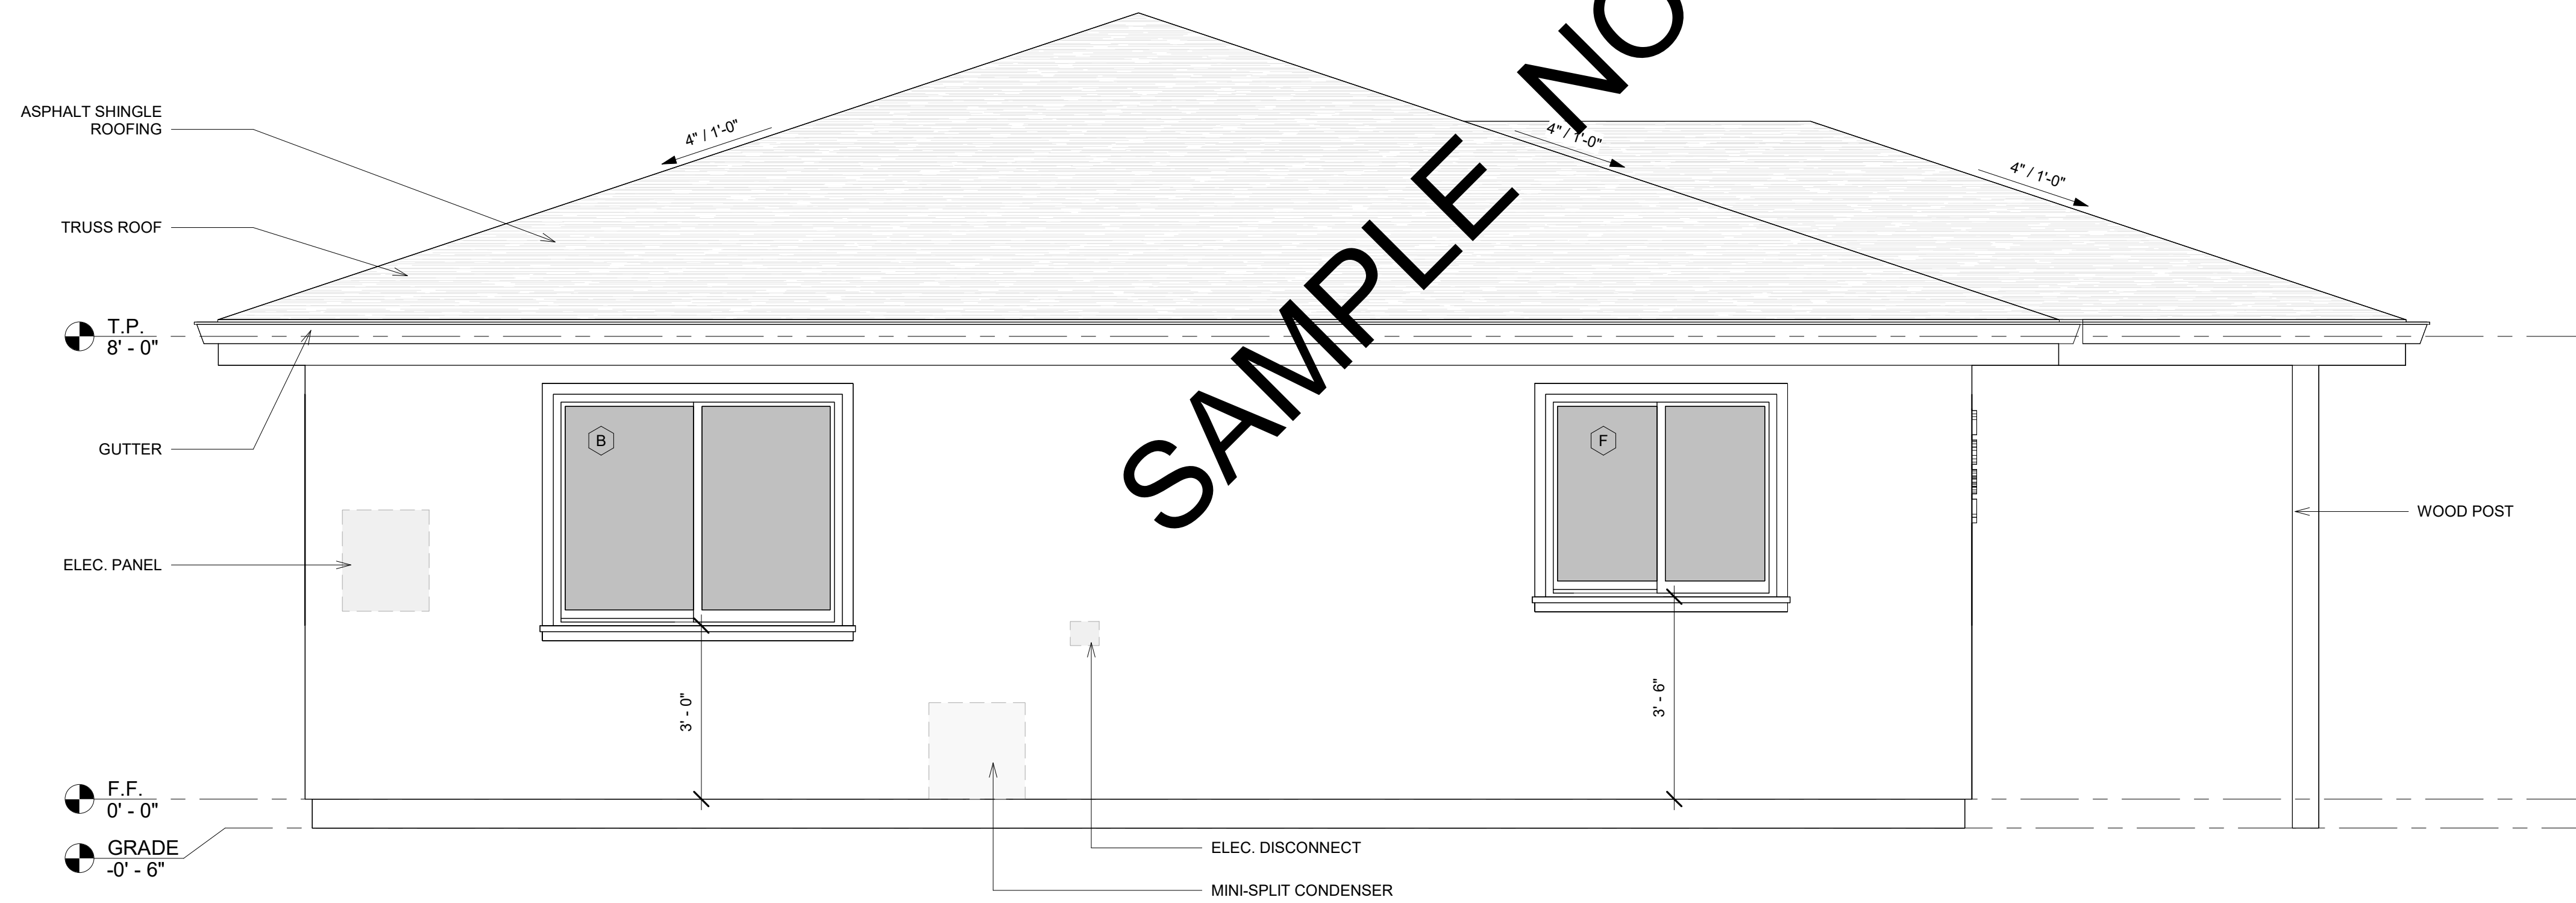 SAMPLE NO
ASPHALT SHINGLE
ROOFING
4" / 1'-0"
4" / 1'-0"
4" / 1'-0"
TRUSS ROOF
T.P.
8' - 0"
GUTTER
B
F
ELEC. PANEL
WOOD POST
3' - 0"
3' - 6"
F.F.
0' - 0"
GRADE
-0' - 6"
ELEC. DISCONNECT
MINI-SPLIT CONDENSER